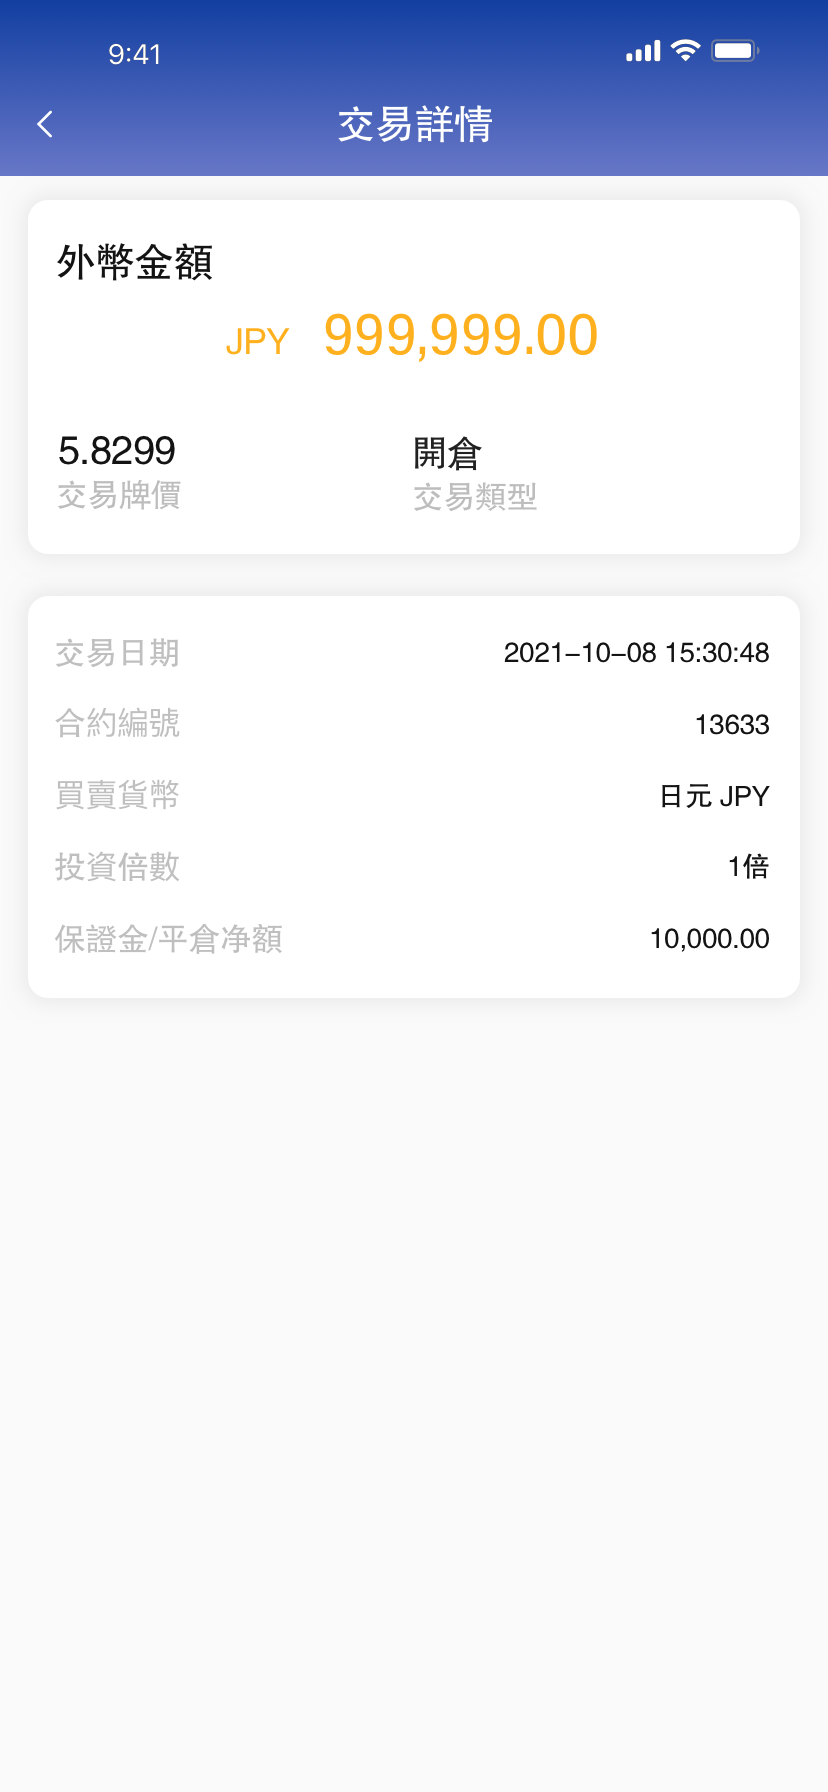 9:41
交易詳情
外幣金額
JPY 999,999.00
5.8299 開倉
交易牌價 交易類型
交易日期 2021-10-08 15:30:48
合約編號 13633
買賣貨幣 日元 JPY
投資倍數 1倍
保證金/平倉净額 10,000.00